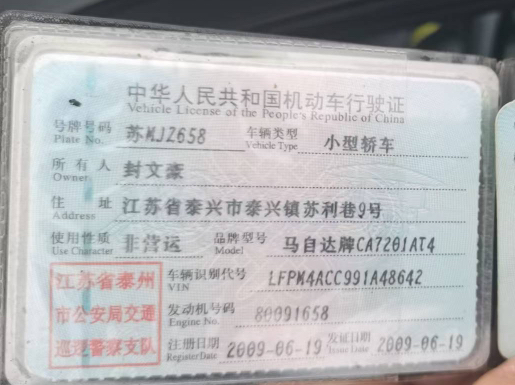 中华人民共和国机动车行驶证
Vehicle License of the People's Republic of China
号牌号码 苏MJZ658 车辆类型 小型轿车
Plate No. Vehicle Type
所有人 封文豪
Owner
住址 江苏省泰兴市泰兴镇苏利巷9号
Address
使用性质 非营运 品牌型号 马自达牌CA7201AT4
Use Character Model
江苏省泰州 车辆识别代号 LFPM4ACC991A48642
VIN
市公安局交通 发动机号码 80091658
Engine No.
巡逻警察支队 注册日期 2009-06-19 发证日期 2009-06-19
Register Date Issue Date